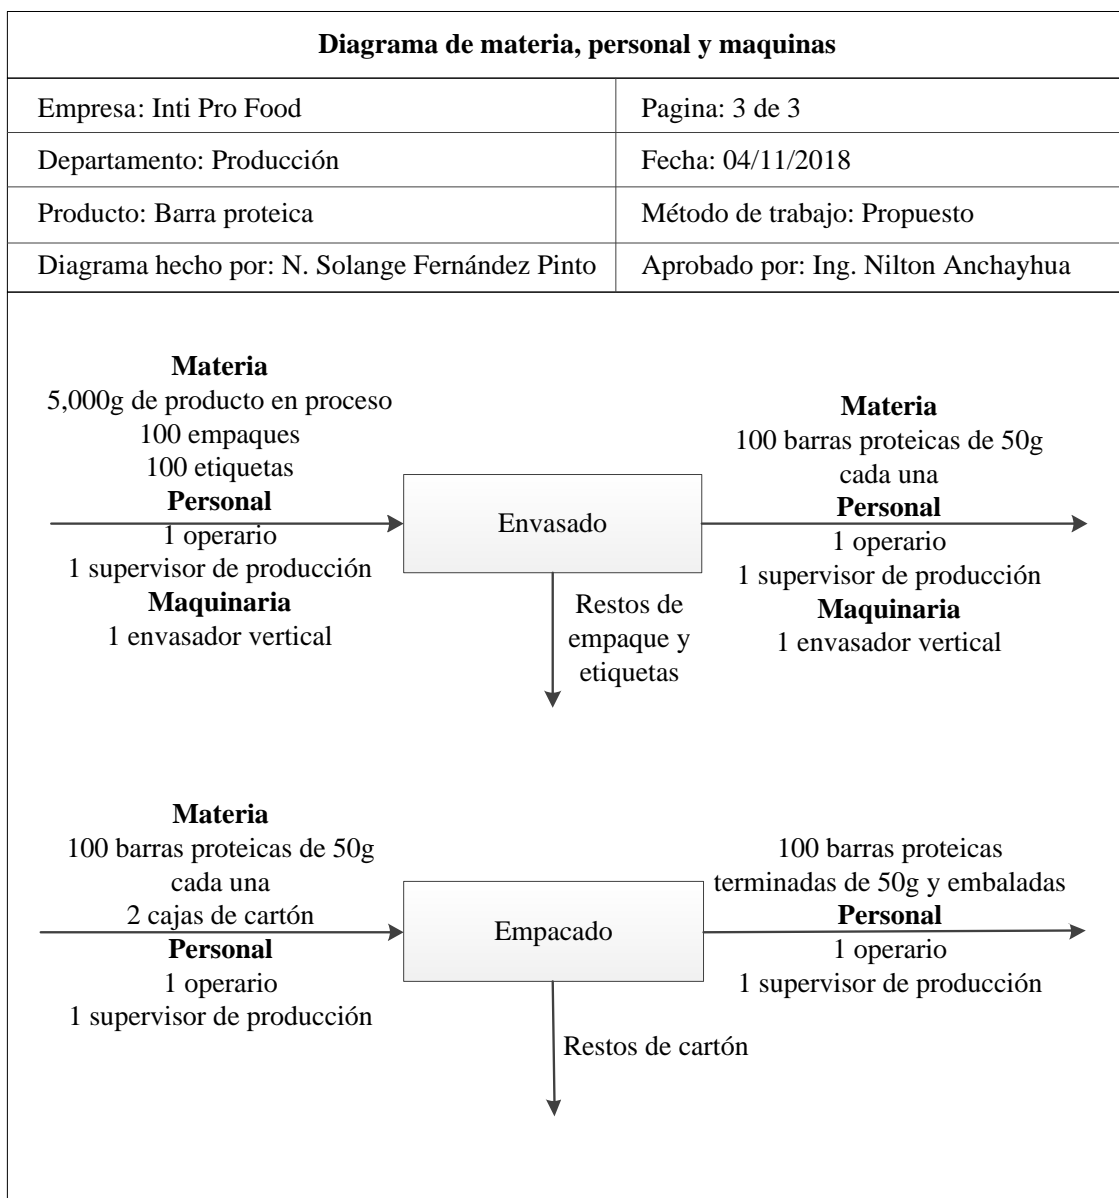 Diagrama de materia, personal y maquinas
Empresa: Inti Pro Food
Pagina: 3 de 3
Departamento: Producción
Fecha: 04/11/2018
Producto: Barra proteica
Método de trabajo: Propuesto
Diagrama hecho por: N. Solange Fernández Pinto
Aprobado por: Ing. Nilton Anchayhua
Materia
5,000g de producto en proceso
100 empaques
100 etiquetas
Personal
1 operario
1 supervisor de producción
Maquinaria
1 envasador vertical
Envasado
Materia
100 barras proteicas de 50g
cada una
Personal
1 operario
1 supervisor de producción
Maquinaria
1 envasador vertical
Restos de
empaque y
etiquetas
Materia
100 barras proteicas de 50g
cada una
2 cajas de cartón
Personal
1 operario
1 supervisor de producción
Empacado
100 barras proteicas
terminadas de 50g y embaladas
Personal
1 operario
1 supervisor de producción
Restos de cartón